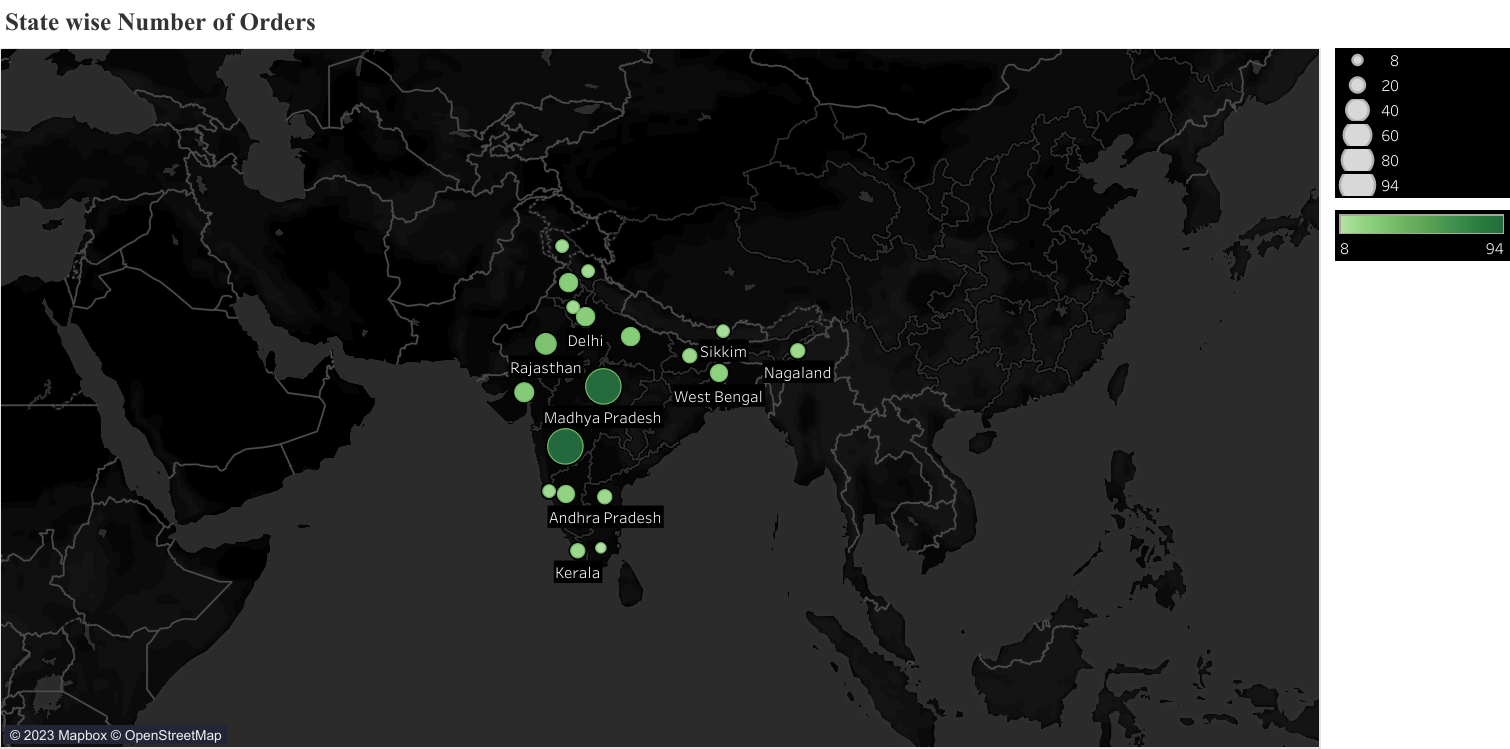 State wise Number of Orders
8
20
40
60
80
94
8 94
Delhi
Sikkim
Rajasthan
Nagaland
West Bengal
Madhya Pradesh
Andhra Pradesh
Kerala
© 2023 Mapbox © OpenStreetMap